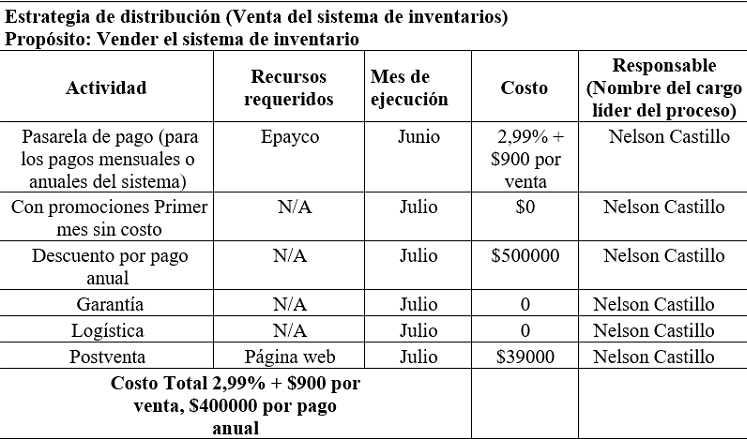 Estrategia de distribución (Venta del sistema de inventarios)
Propósito: Vender el sistema de inventario
Actividad
Recursos
requeridos
Mes de
ejecución
Costo
Responsable
(Nombre del cargo
líder del proceso)
Pasarela de pago (para
los pagos mensuales o
anuales del sistema)
Epayco
Junio
2,99% +
$900 por
venta
Nelson Castillo
Con promociones Primer
mes sin costo
N/A
Julio
$0
Nelson Castillo
Descuento por pago
anual
N/A
Julio
$500000
Nelson Castillo
Garantía
N/A
Julio
0
Nelson Castillo
Logística
N/A
Julio
0
Nelson Castillo
Postventa
Página web
Julio
$39000
Nelson Castillo
Costo Total 2,99% + $900 por
venta, $400000 por pago
anual